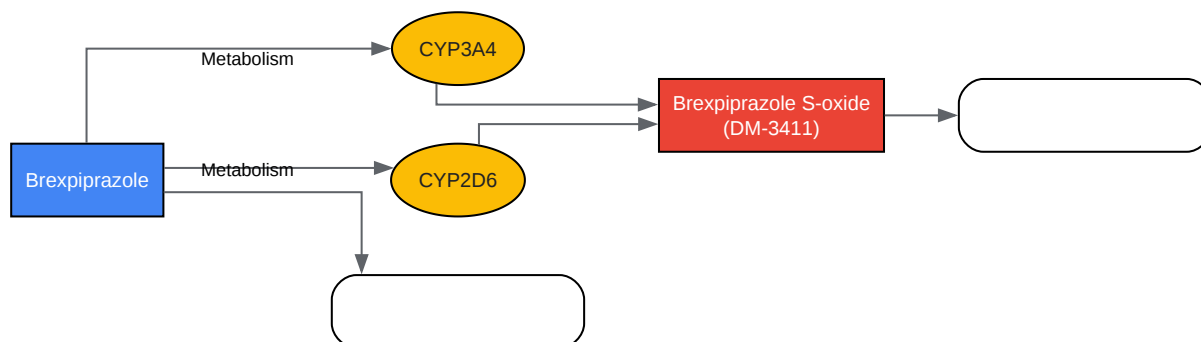 CYP3A4
Metabolism
Brexpiprazole S-oxide
(DM-3411)
Brexpiprazole
Metabolism
CYP2D6